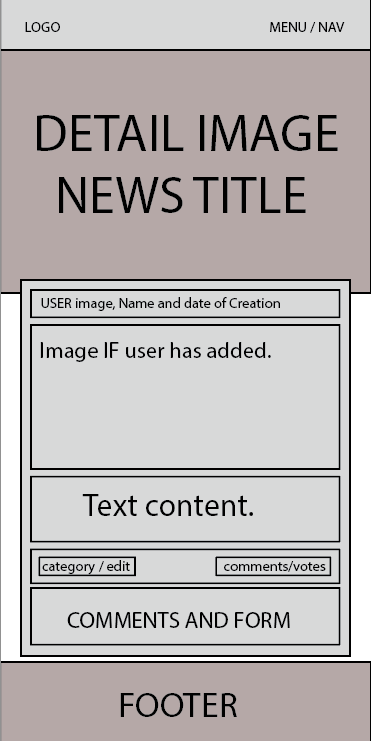 LOGO
MENU / NAV
DETAIL IMAGE
NEWS TITLE
USER image, Name and date of Creation
Image IF user has added.
Text content.
category / edit
comments/votes
COMMENTS AND FORM
FOOTER